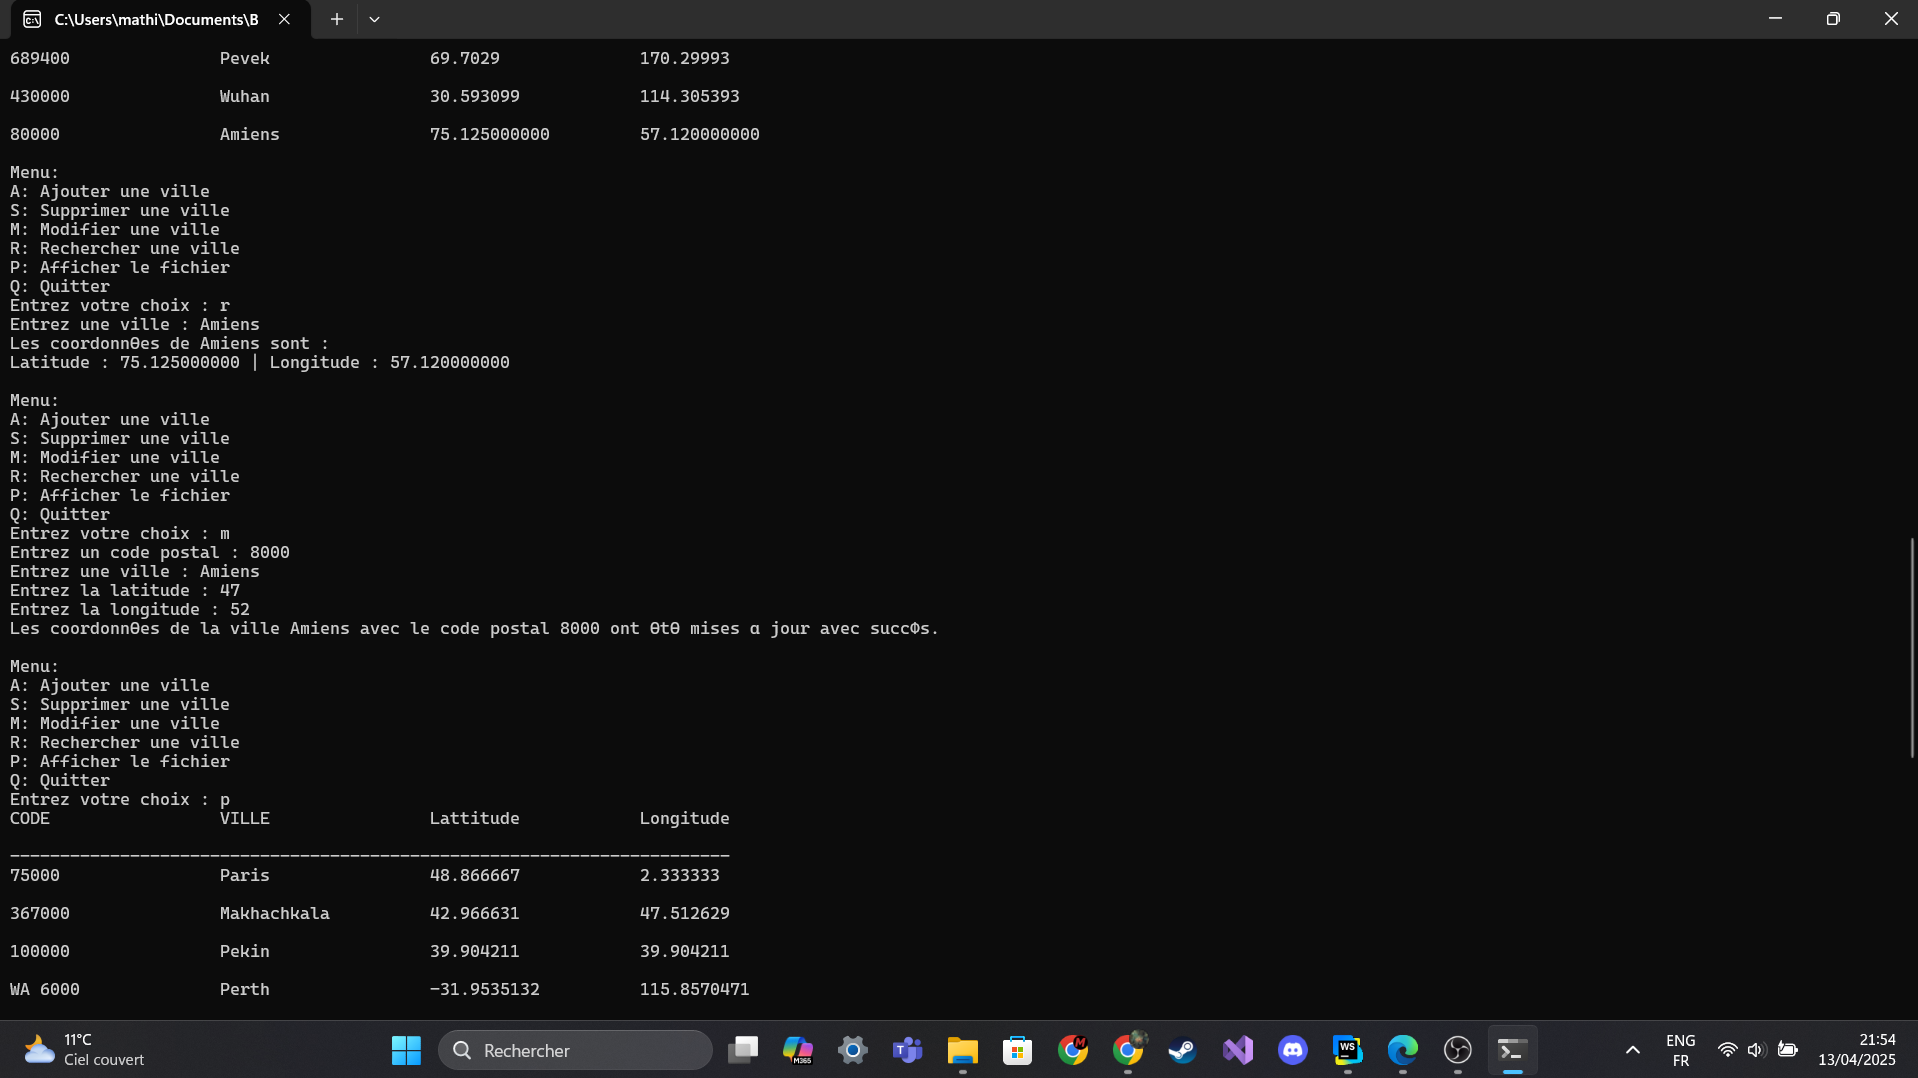 C:\Users\mathi\Documents\B
689400 Pevek 69.7029 170.29993
430000 Wuhan 30.593099 114.305393
80000 Amiens 75.125000000 57.120000000
Menu:
A: Ajouter une ville
S: Supprimer une ville
M: Modifier une ville
R: Rechercher une ville
P: Afficher le fichier
Q: Quitter
Entrez votre choix : r
Entrez une ville : Amiens
Les coordonnΘes de Amiens sont :
Latitude : 75.125000000 | Longitude : 57.120000000
Menu:
A: Ajouter une ville
S: Supprimer une ville
M: Modifier une ville
R: Rechercher une ville
P: Afficher le fichier
Q: Quitter
Entrez votre choix : m
Entrez un code postal : 8000
Entrez une ville : Amiens
Entrez la latitude : 47
Entrez la longitude : 52
Les coordonnΘes de la ville Amiens avec le code postal 8000 ont ΘtΘ mises α jour avec succΦs.
Menu:
A: Ajouter une ville
S: Supprimer une ville
M: Modifier une ville
R: Rechercher une ville
P: Afficher le fichier
Q: Quitter
Entrez votre choix : p
CODE VILLE Lattitude Longitude
________________________________________________________________________
75000 Paris 48.866667 2.333333
367000 Makhachkala 42.966631 47.512629
100000 Pekin 39.904211 39.904211
WA 6000 Perth -31.9535132 115.8570471
11°C
Ciel couvert
Rechercher
M365
WS
ENG
FR
21:54
13/04/2025